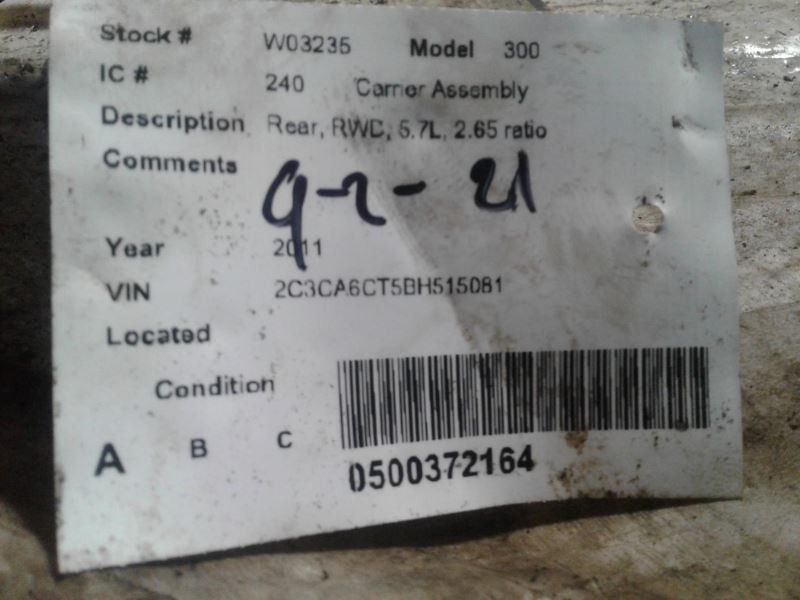 Stock # W03235 Model 300
IC # 240 Carrier Assembly
Description Rear, RWD, 5.7L, 2.65 ratio
Comments 9-2-21
Year 2011
VIN 2C3CA6CT5BH515081
Located
Condition
A B C
0500372164